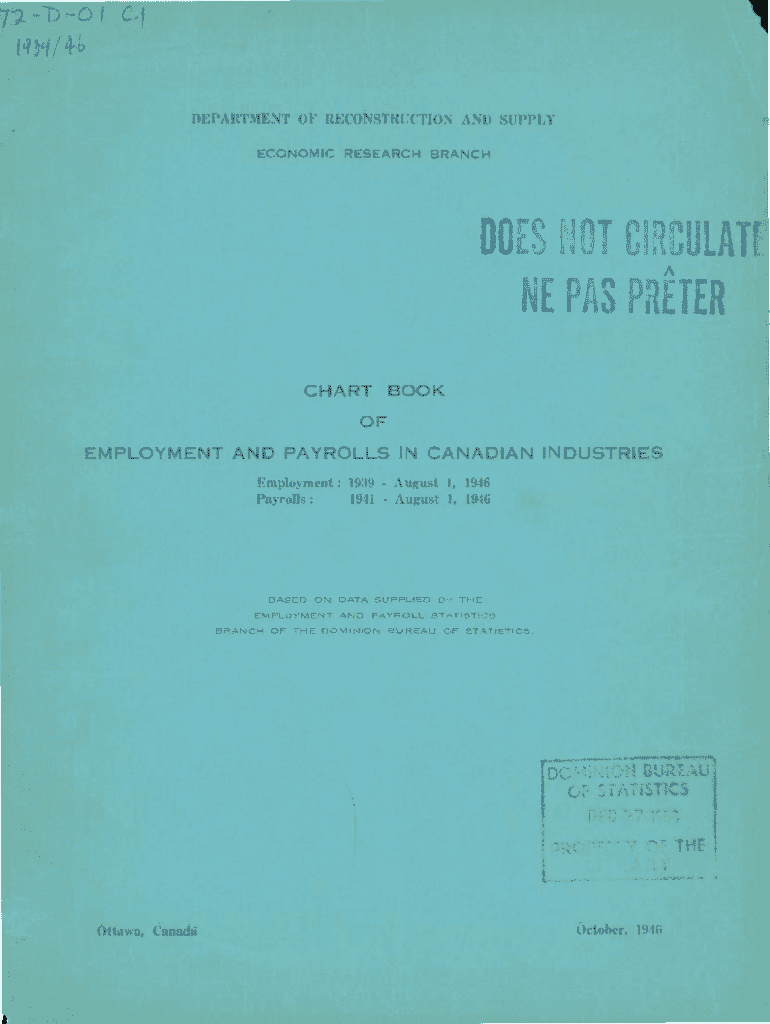 72-D-01 C.1
1939/46
DEPARTMENT OF RECONSTRUCTION AND SUPPLY
ECONOMIC RESEARCH BRANCH
DOES NOT CIRCULATE
NE PAS PRÊTER
CHART BOOK
OF
EMPLOYMENT AND PAYROLLS IN CANADIAN INDUSTRIES
Employment: 1939 - August 1, 1946
Payrolls: 1941 - August 1, 1946
BASED ON DATA SUPPLIED BY THE
EMPLOYMENT AND PAYROLL STATISTICS
BRANCH OF THE DOMINION BUREAU OF STATISTICS.
DOMINION BUREAU
OF STATISTICS
PROPERTY OF THE
Ottawa, Canada
October, 1946